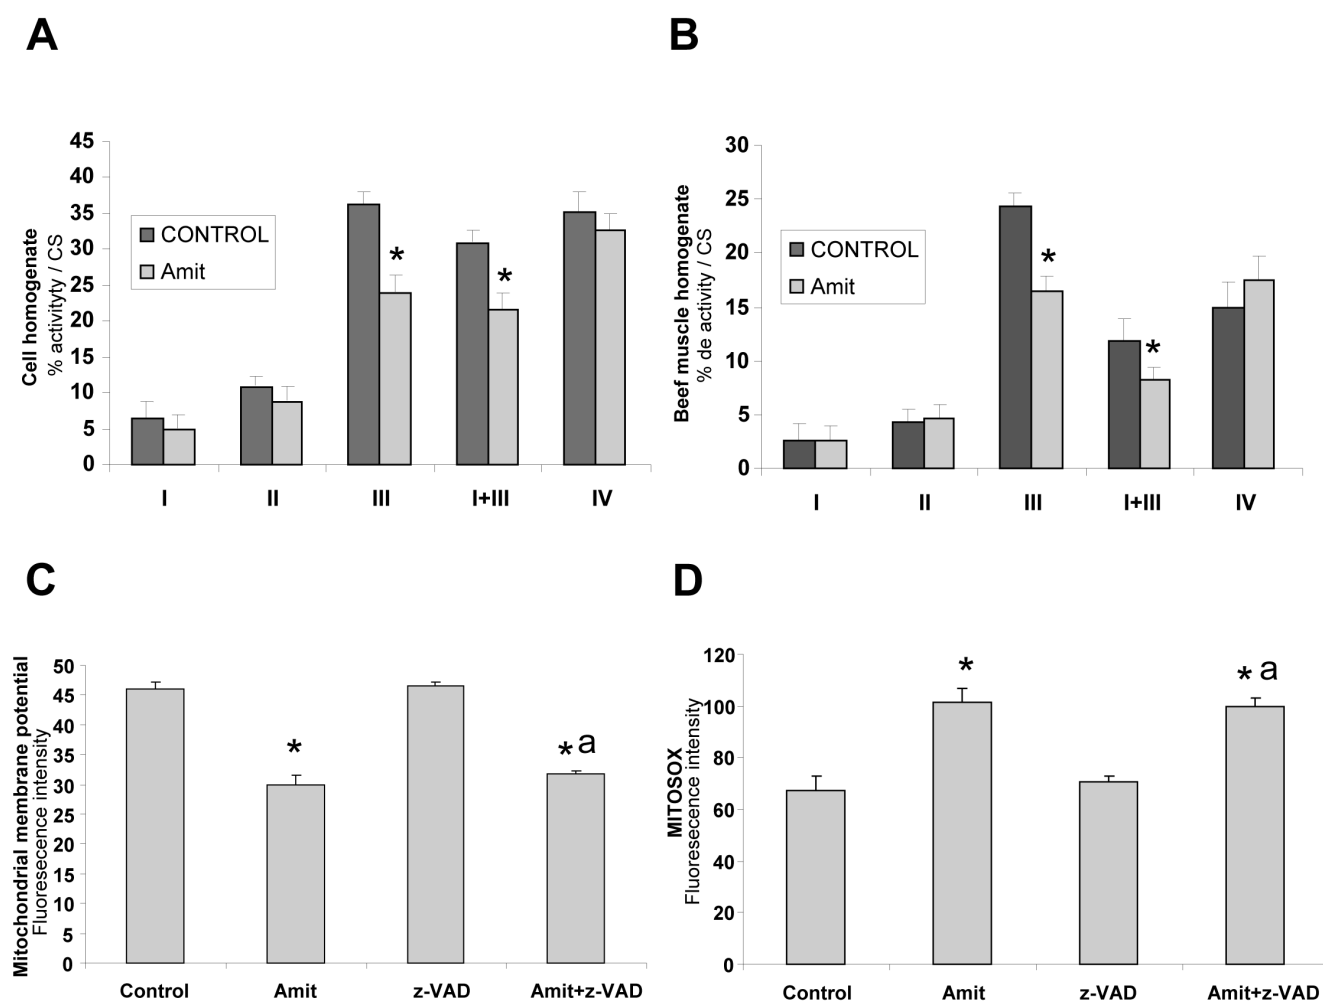 A
Cell homogenate
% activityty / CS
45
40
35
30
25
20
15
10
5
0
CONTROL
Amit
*
*
I
II
III
I+III
IV
B
Beef muscle homogenate
% de activity / CS
30
25
20
15
10
5
0
CONTROL
Amit
*
*
I
II
III
I+III
IV
C
Mitochondrial membrane potential
Fluoresecence intensity
50
45
40
35
30
25
20
15
10
5
0
*
* a
Control
Amit
z-VAD
Amit+z-VAD
D
MITOSOX
Fluoresecence intensity
120
100
80
60
40
20
0
*
* a
Control
Amit
z-VAD
Amit+z-VAD